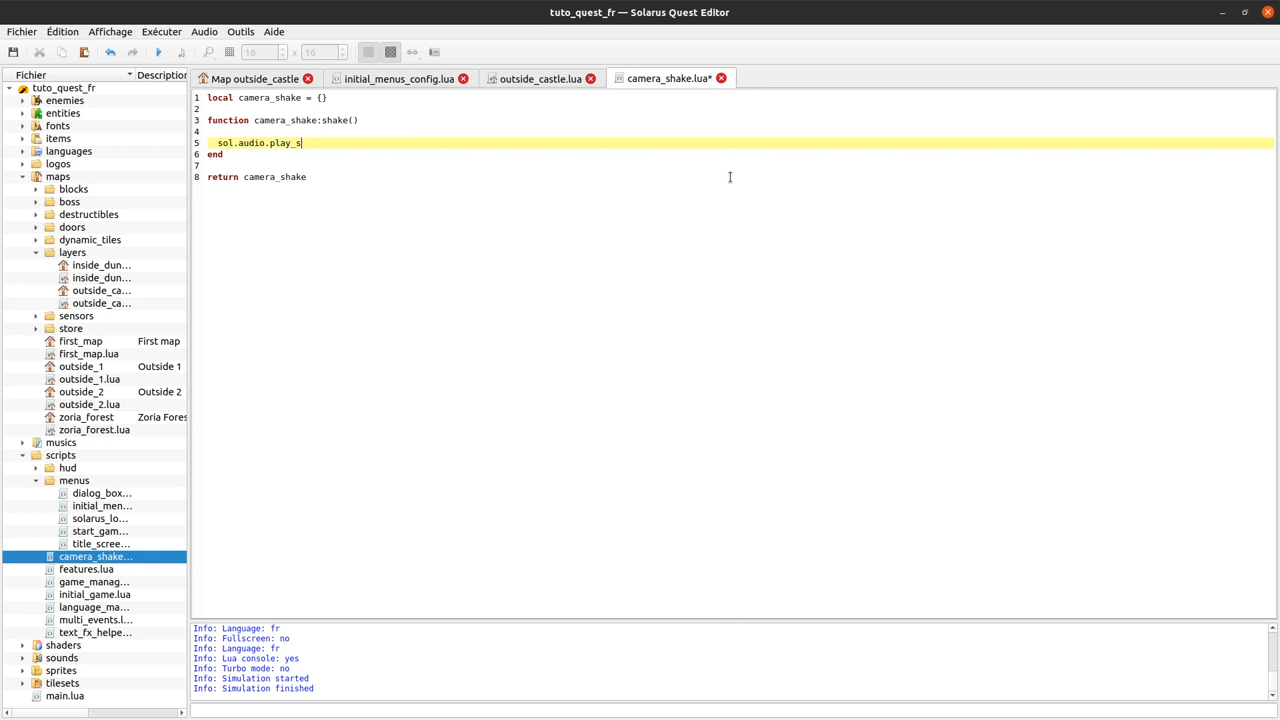 tuto_quest_fr — Solarus Quest Editor
Fichier Édition Affichage Exécuter Audio Outils Aide
16 x 16
Fichier Description
Map outside_castle initial_menus_config.lua outside_castle.lua camera_shake.lua*
tuto_quest_fr
enemies
entities
fonts
items
languages
logos
maps
blocks
boss
destructibles
doors
dynamic_tiles
layers
inside_dun...
inside_dun...
outside_ca...
outside_ca...
sensors
store
first_map First map
first_map.lua
outside_1 Outside 1
outside_1.lua
outside_2 Outside 2
outside_2.lua
zoria_forest Zoria Fores
zoria_forest.lua
musics
scripts
hud
menus
dialog_box...
initial_men...
solarus_lo...
start_gam...
title_scree...
camera_shake...
features.lua
game_manag...
initial_game.lua
language_ma...
multi_events.l...
text_fx_helpe...
shaders
sounds
sprites
tilesets
main.lua
1 local camera_shake = {}
2
3 function camera_shake:shake()
4
5 sol.audio.play_s
6 end
7
8 return camera_shake
Info: Language: fr
Info: Fullscreen: no
Info: Language: fr
Info: Lua console: yes
Info: Turbo mode: no
Info: Simulation started
Info: Simulation finished